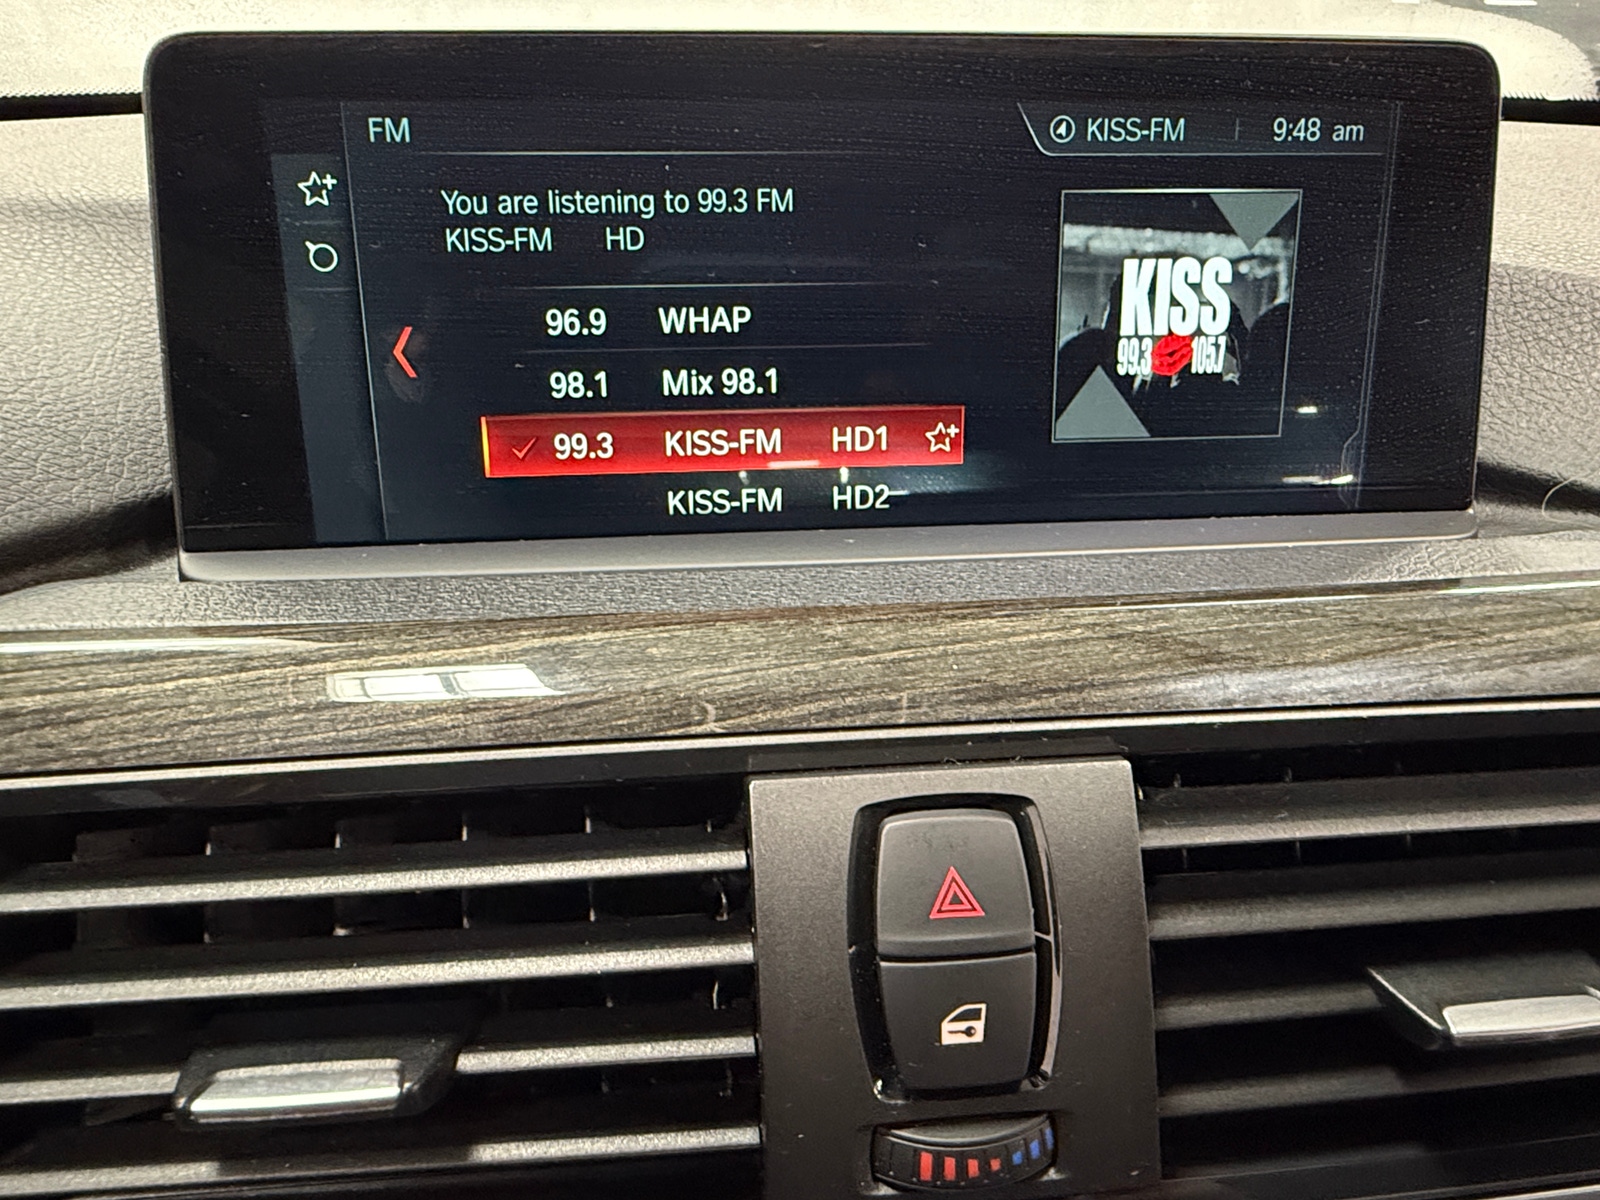 FM
KISS-FM
9:48 am
You are listening to 99.3 FM
KISS-FM HD
96.9 WHAP
98.1 Mix 98.1
99.3 KISS-FM HD1
KISS-FM HD2
KISS
99.3 105.7